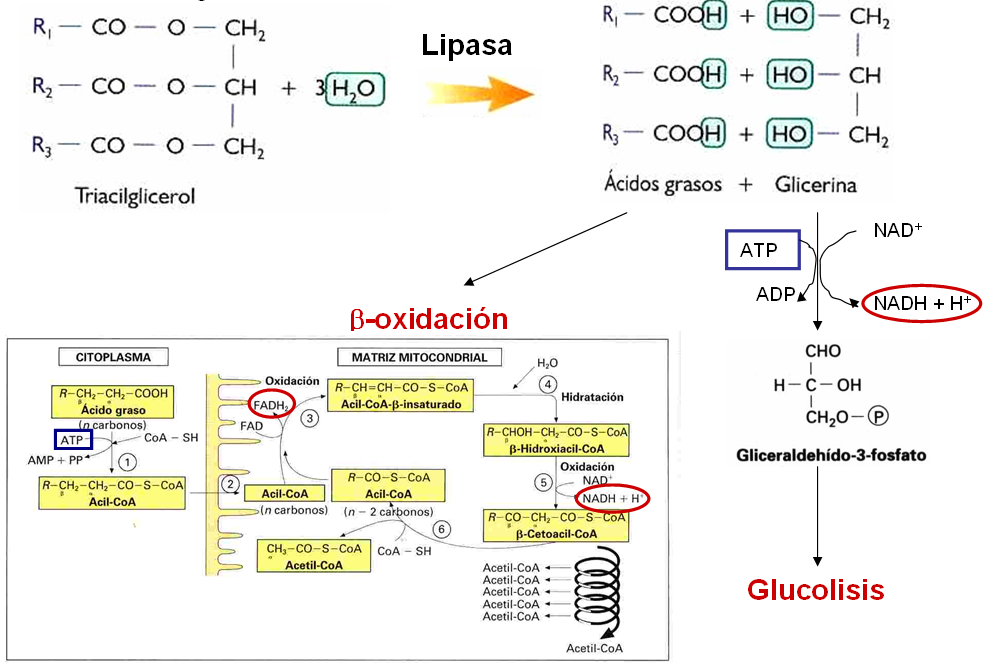 R₁ — CO — O — CH₂
R₂ — CO — O — CH + 3 H₂O
R₃ — CO — O — CH₂
Triacilglicerol
Lipasa
R₁ — COOH + HO — CH₂
R₂ — COOH + HO — CH
R₃ — COOH + HO — CH₂
Ácidos grasos + Glicerina
ATP
NAD⁺
ADP
NADH + H⁺
CHO
H – C – OH
CH₂O – P
Gliceraldehído-3-fosfato
Glucolisis
β-oxidación
CITOPLASMA
MATRIZ MITOCONDRIAL
R–CH₂–CH₂–COOH
β α
Ácido graso
(n carbonos)
ATP
CoA – SH
AMP + PP
1
R–CH₂–CH₂–CO–S–CoA
β α
Acil-CoA
2
Acil-CoA
(n carbonos)
Oxidación
FADH₂
FAD
3
R–CH=CH–CO–S–CoA
β α
Acil-CoA-β-insaturado
H₂O
4
Hidratación
R–CHOH–CH₂–CO–S–CoA
β α
β-Hidroxiacil-CoA
Oxidación
5
NAD⁺
NADH + H⁺
R–CO–CH₂–CO–S–CoA
β α
β-Cetoacil-CoA
6
CoA – SH
R–CO–S–CoA
Acil-CoA
(n – 2 carbonos)
CH₃–CO–S–CoA
α
Acetil-CoA
Acetil-CoA
Acetil-CoA
Acetil-CoA
Acetil-CoA
Acetil-CoA
Acetil-CoA